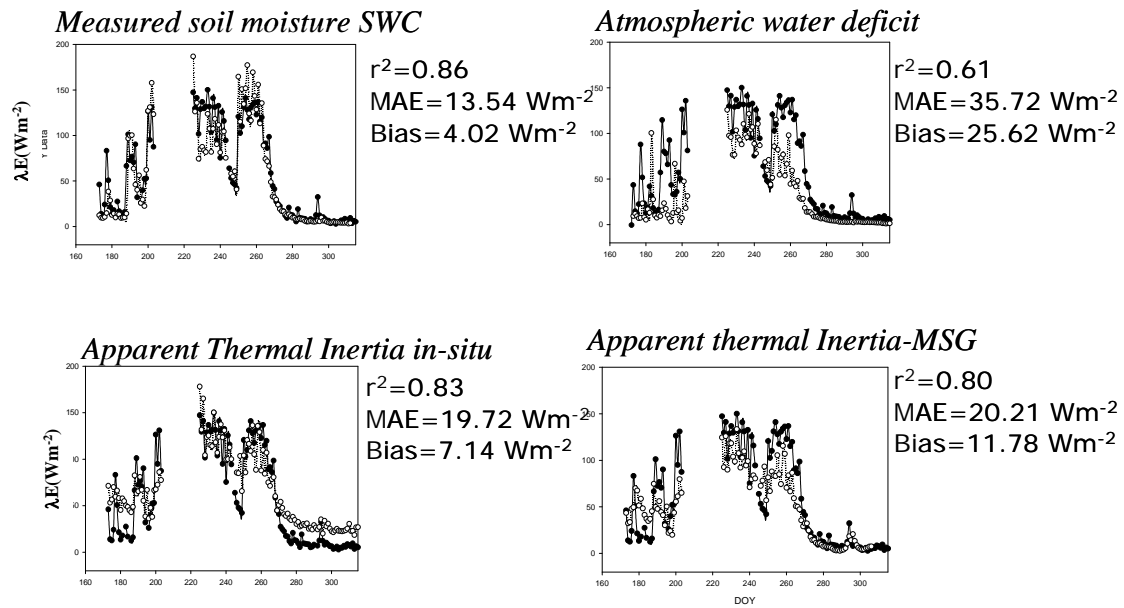 Measured soil moisture SWC
r²=0.86
MAE=13.54 Wm-2
Bias=4.02 Wm-2
λE(Wm-2)
200
150
100
50
0
160 180 200 220 240 260 280 300
Atmospheric water deficit
r²=0.61
MAE=35.72 Wm-2
Bias=25.62 Wm-2
200
150
100
50
0
160 180 200 220 240 260 280 300
Apparent Thermal Inertia in-situ
r²=0.83
MAE=19.72 Wm-2
Bias=7.14 Wm-2
λE(Wm-2)
200
150
100
50
0
160 180 200 220 240 260 280 300
Apparent thermal Inertia-MSG
r²=0.80
MAE=20.21 Wm-2
Bias=11.78 Wm-2
200
150
100
50
0
160 180 200 220 240 260 280 300
DOY